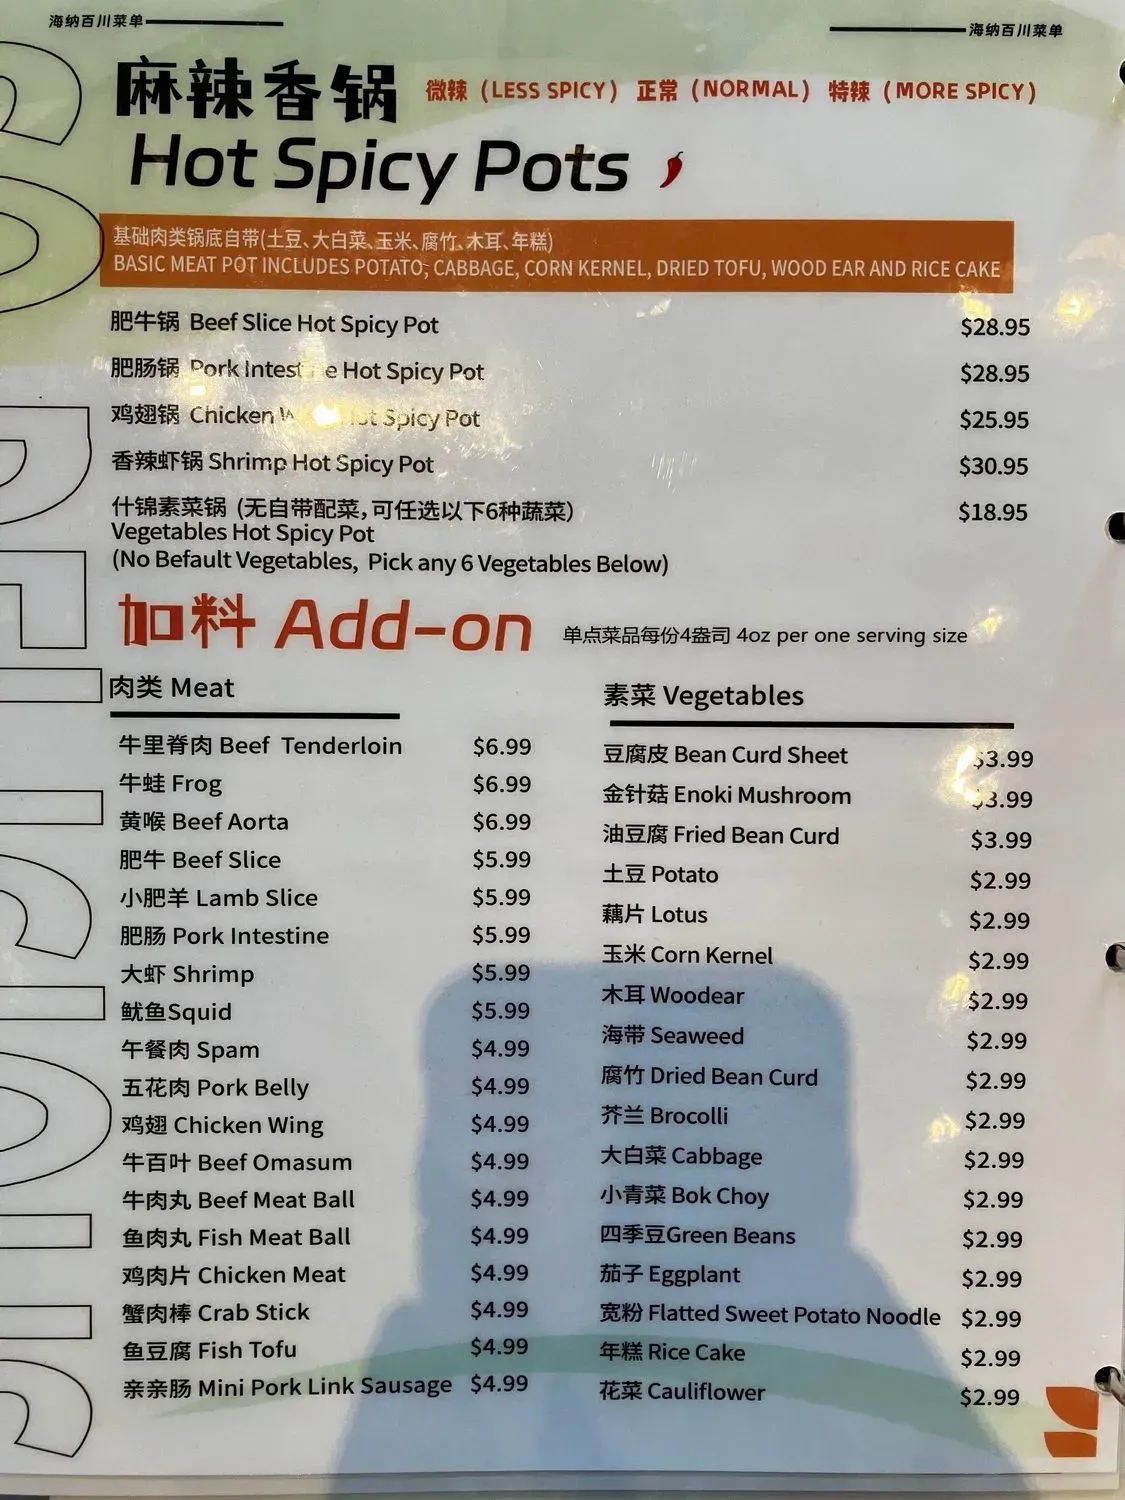 海纳百川菜单
海纳百川菜单
麻辣香锅 微辣（LESS SPICY） 正常（NORMAL） 特辣（MORE SPICY）
Hot Spicy Pots
基础肉类锅底自带(土豆、大白菜、玉米、腐竹、木耳、年糕)
BASIC MEAT POT INCLUDES POTATO, CABBAGE, CORN KERNEL, DRIED TOFU, WOOD EAR AND RICE CAKE
肥牛锅 Beef Slice Hot Spicy Pot $28.95
肥肠锅 Pork Intestine Hot Spicy Pot $28.95
鸡翅锅 Chicken Hot Spicy Pot $25.95
香辣虾锅 Shrimp Hot Spicy Pot $30.95
什锦素菜锅（无自带配菜，可任选以下6种蔬菜） $18.95
Vegetables Hot Spicy Pot
(No Befault Vegetables, Pick any 6 Vegetables Below)
加料 Add-on 单点菜品每份4盎司 4oz per one serving size
肉类 Meat
牛里脊肉 Beef Tenderloin $6.99
牛蛙 Frog $6.99
黄喉 Beef Aorta $6.99
肥牛 Beef Slice $5.99
小肥羊 Lamb Slice $5.99
肥肠 Pork Intestine $5.99
大虾 Shrimp $5.99
鱿鱼Squid $5.99
午餐肉 Spam $4.99
五花肉 Pork Belly $4.99
鸡翅 Chicken Wing $4.99
牛百叶 Beef Omasum $4.99
牛肉丸 Beef Meat Ball $4.99
鱼肉丸 Fish Meat Ball $4.99
鸡肉片 Chicken Meat $4.99
蟹肉棒 Crab Stick $4.99
鱼豆腐 Fish Tofu $4.99
亲亲肠 Mini Pork Link Sausage $4.99
素菜 Vegetables
豆腐皮 Bean Curd Sheet $3.99
金针菇 Enoki Mushroom $3.99
油豆腐 Fried Bean Curd $3.99
土豆 Potato $2.99
藕片 Lotus $2.99
玉米 Corn Kernel $2.99
木耳 Woodear $2.99
海带 Seaweed $2.99
腐竹 Dried Bean Curd $2.99
芥兰 Brocolli $2.99
大白菜 Cabbage $2.99
小青菜 Bok Choy $2.99
四季豆Green Beans $2.99
茄子 Eggplant $2.99
宽粉 Flatted Sweet Potato Noodle $2.99
年糕 Rice Cake $2.99
花菜 Cauliflower $2.99